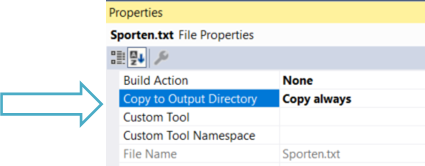 Properties
Sporten.txt File Properties
Build Action None
Copy to Output Directory Copy always
Custom Tool
Custom Tool Namespace
File Name Sporten.txt